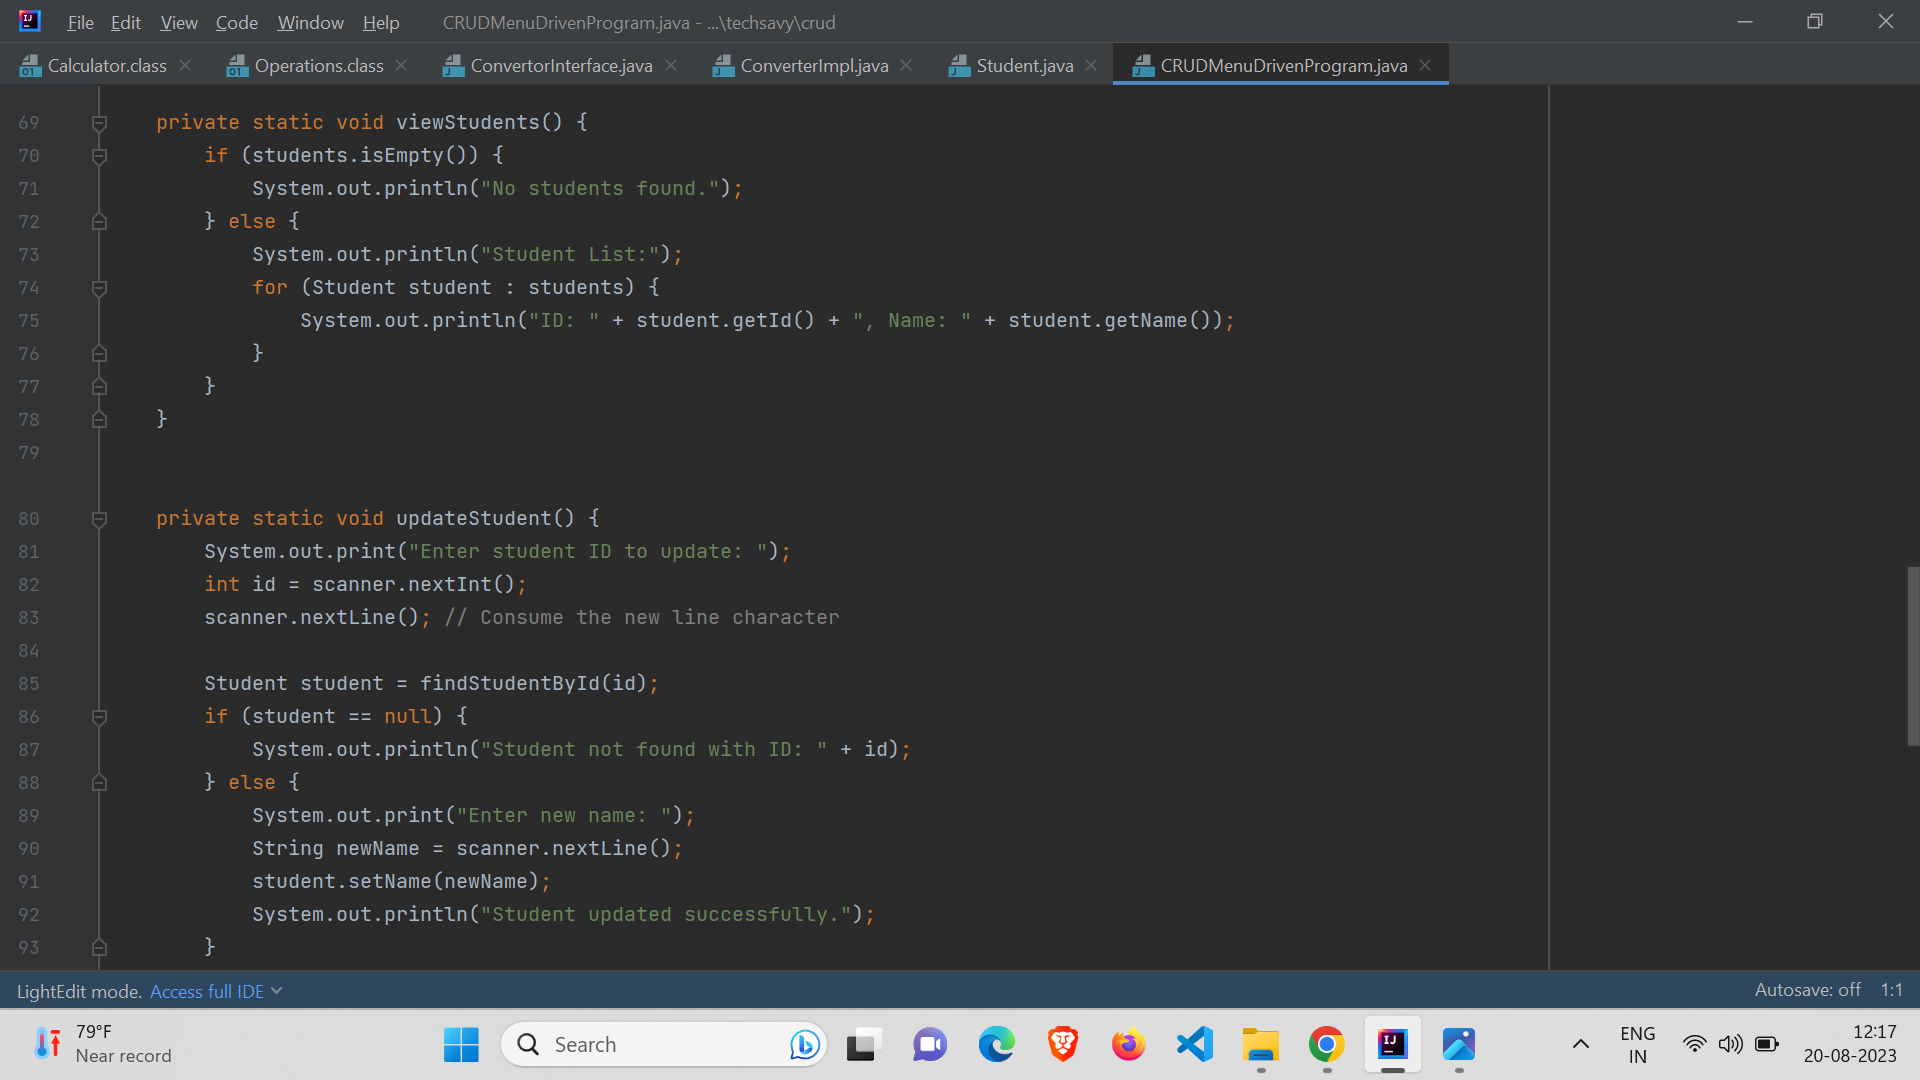 File Edit View Code Window Help CRUDMenuDrivenProgram.java - ...\techsavy\crud
Calculator.class Operations.class ConvertorInterface.java ConverterImpl.java Student.java CRUDMenuDrivenProgram.java
69 private static void viewStudents() {
70 if (students.isEmpty()) {
71 System.out.println("No students found.");
72 } else {
73 System.out.println("Student List:");
74 for (Student student : students) {
75 System.out.println("ID: " + student.getId() + ", Name: " + student.getName());
76 }
77 }
78 }
79
80 private static void updateStudent() {
81 System.out.print("Enter student ID to update: ");
82 int id = scanner.nextInt();
83 scanner.nextLine(); // Consume the new line character
84
85 Student student = findStudentById(id);
86 if (student == null) {
87 System.out.println("Student not found with ID: " + id);
88 } else {
89 System.out.print("Enter new name: ");
90 String newName = scanner.nextLine();
91 student.setName(newName);
92 System.out.println("Student updated successfully.");
93 }
LightEdit mode. Access full IDE Autosave: off 1:1
79°F
Near record
Search
ENG
IN
12:17
20-08-2023